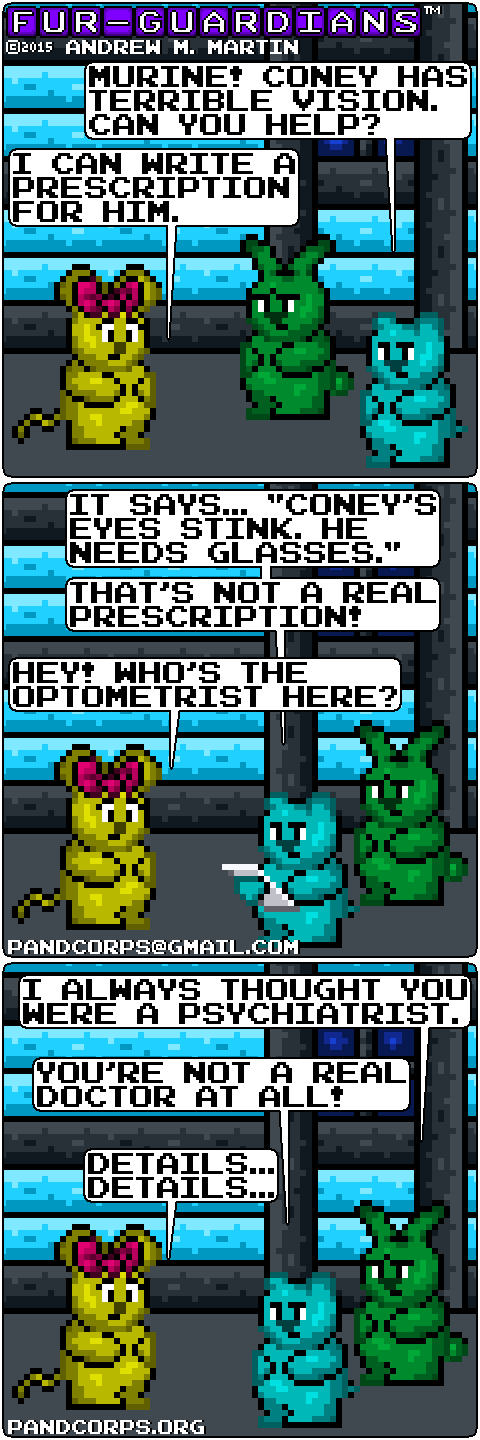 FUR-GUARDIANS™
©2015 ANDREW M. MARTIN
MURINE! CONEY HAS
TERRIBLE VISION.
CAN YOU HELP?
I CAN WRITE A
PRESCRIPTION
FOR HIM.
IT SAYS... "CONEY'S
EYES STINK. HE
NEEDS GLASSES."
THAT'S NOT A REAL
PRESCRIPTION!
HEY! WHO'S THE
OPTOMETRIST HERE?
PANDCORPS@GMAIL.COM
I ALWAYS THOUGHT YOU
WERE A PSYCHIATRIST.
YOU'RE NOT A REAL
DOCTOR AT ALL!
DETAILS...
DETAILS...
PANDCORPS.ORG